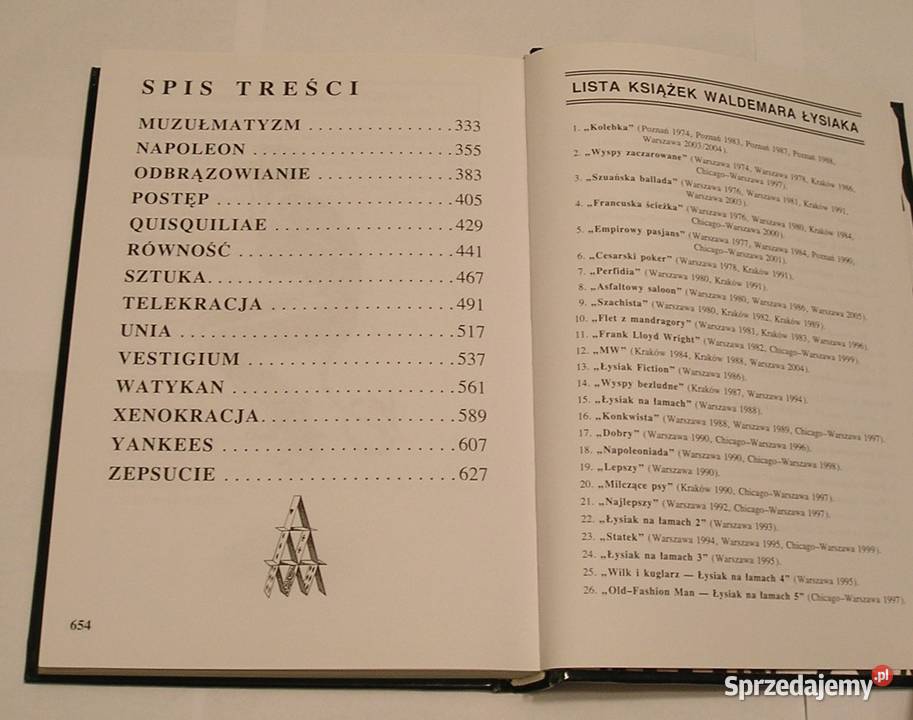 SPIS TREŚCI
MUZUŁMATYZM . . . . . . . . . . . . . . . 333
NAPOLEON . . . . . . . . . . . . . . . . . . . . . 355
ODBRĄZOWIANIE . . . . . . . . . . . . . . 383
POSTĘP . . . . . . . . . . . . . . . . . . . . . . . . 405
QUISQUILIAE . . . . . . . . . . . . . . . . . . . 429
RÓWNOŚĆ . . . . . . . . . . . . . . . . . . . . . . 441
SZTUKA. . . . . . . . . . . . . . . . . . . . . . . . . 467
TELEKRACJA . . . . . . . . . . . . . . . . . . . 491
UNIA . . . . . . . . . . . . . . . . . . . . . . . . . . . 517
VESTIGIUM . . . . . . . . . . . . . . . . . . . . . 537
WATYKAN . . . . . . . . . . . . . . . . . . . . . . 561
XENOKRACJA. . . . . . . . . . . . . . . . . . . 589
YANKEES . . . . . . . . . . . . . . . . . . . . . . . 607
ZEPSUCIE . . . . . . . . . . . . . . . . . . . . . . 627
654
LISTA KSIĄŻEK WALDEMARA ŁYSIAKA
1. „Kolebka" (Poznań 1974, Poznań 1983, Poznań 1987, Poznań 1988,
Warszawa 2003/2004).
2. „Wyspy zaczarowane" (Warszawa 1974, Warszawa 1978, Kraków 1986,
Chicago–Warszawa 1997).
3. „Szuańska ballada" (Warszawa 1976, Warszawa 1981, Kraków 1991,
Warszawa 2003).
4. „Francuska ścieżka" (Warszawa 1976, Warszawa 1980, Kraków 1984,
Chicago–Warszawa 2000).
5. „Empirowy pasjans" (Warszawa 1977, Warszawa 1984, Poznań 1990,
Chicago–Warszawa 2001).
6. „Cesarski poker" (Warszawa 1978, Kraków 1991).
7. „Perfidia" (Warszawa 1980, Kraków 1991).
8. „Asfaltowy saloon" (Warszawa 1980, Warszawa 1986, Warszawa 2005).
9. „Szachista" (Warszawa 1980, Kraków 1982, Kraków 1989).
10. „Flet z mandragory" (Warszawa 1981, Kraków 1983, Warszawa 1996).
11. „Frank Lloyd Wright" (Warszawa 1982, Chicago–Warszawa 1999).
12. „MW" (Kraków 1984, Kraków 1988, Warszawa 2004).
13. „Łysiak Fiction" (Warszawa 1986).
14. „Wyspy bezludne" (Kraków 1987, Warszawa 1994).
15. „Łysiak na łamach" (Warszawa 1988).
16. „Konkwista" (Warszawa 1988, Warszawa 1989, Chicago–Warszawa 1997).
17. „Dobry" (Warszawa 1990, Chicago–Warszawa 1996).
18. „Napoleoniada" (Warszawa 1990, Chicago–Warszawa 1998).
19. „Lepszy" (Warszawa 1990).
20. „Milczące psy" (Kraków 1990, Chicago–Warszawa 1997).
21. „Najlepszy" (Warszawa 1992, Chicago–Warszawa 1997).
22. „Łysiak na łamach 2" (Warszawa 1993).
23. „Statek" (Warszawa 1994, Warszawa 1995, Chicago–Warszawa 1999).
24. „Łysiak na łamach 3" (Warszawa 1995).
25. „Wilk i kuglarz — Łysiak na łamach 4" (Warszawa 1995).
26. „Old–Fashion Man — Łysiak na łamach 5" (Chicago–Warszawa 1997).
Sprzedajemy.pl